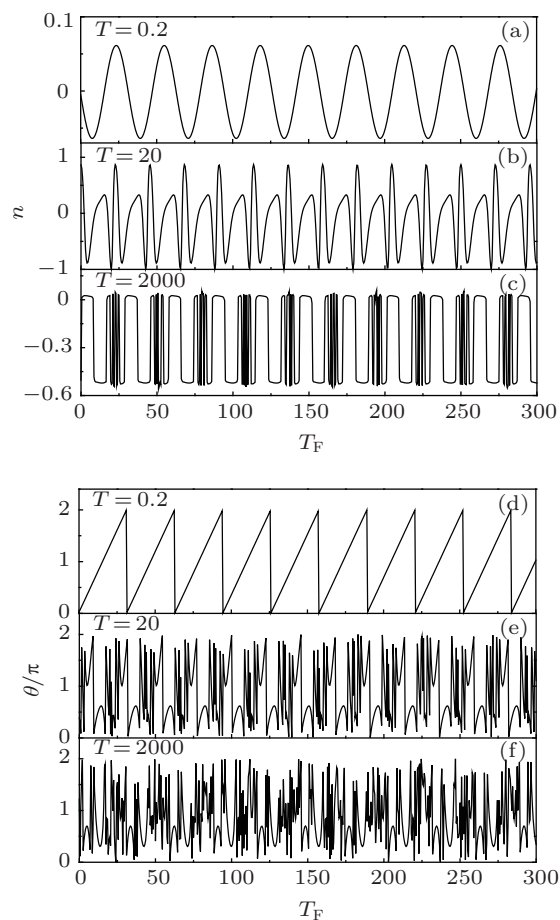 0.1
T = 0.2
(a)
0
1
T = 20
(b)
0
n
−1
T = 2000
(c)
0
−0.3
−0.6
0 50 100 150 200 250 300
T_F
T = 0.2
(d)
2
1
0
T = 20
(e)
2
1
θ/π
0
T = 2000
(f)
2
1
0
0 50 100 150 200 250 300
T_F